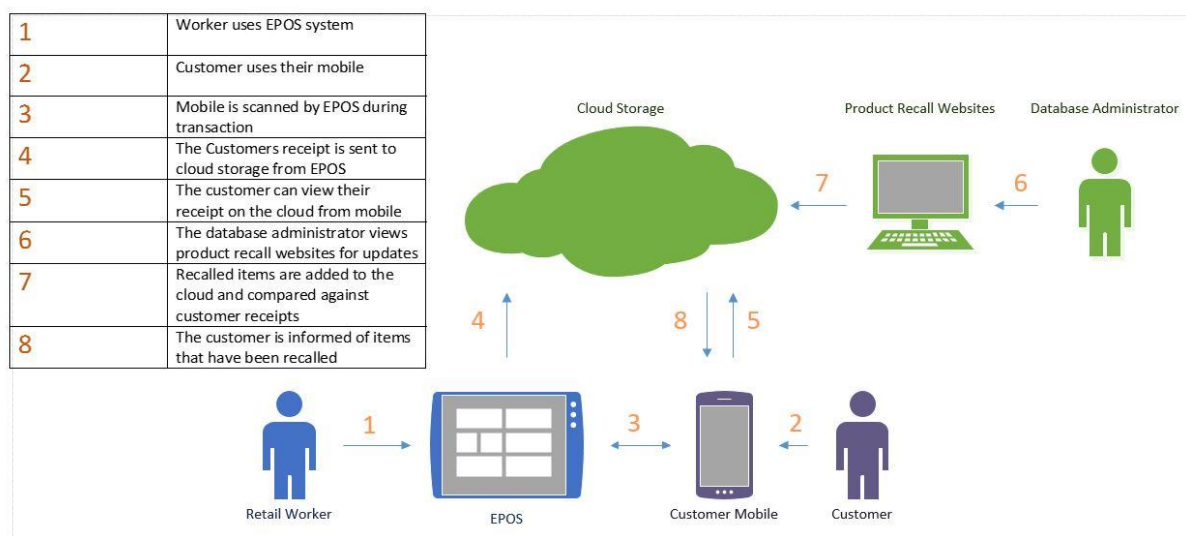 1
Worker uses EPOS system
2
Customer uses their mobile
3
Mobile is scanned by EPOS during
transaction
4
The Customers receipt is sent to
cloud storage from EPOS
5
The customer can view their
receipt on the cloud from mobile
6
The database administrator views
product recall websites for updates
7
Recalled items are added to the
cloud and compared against
customer receipts
8
The customer is informed of items
that have been recalled
Cloud Storage
Product Recall Websites
Database Administrator
7
6
4
8
5
1
3
2
Retail Worker
EPOS
Customer Mobile
Customer